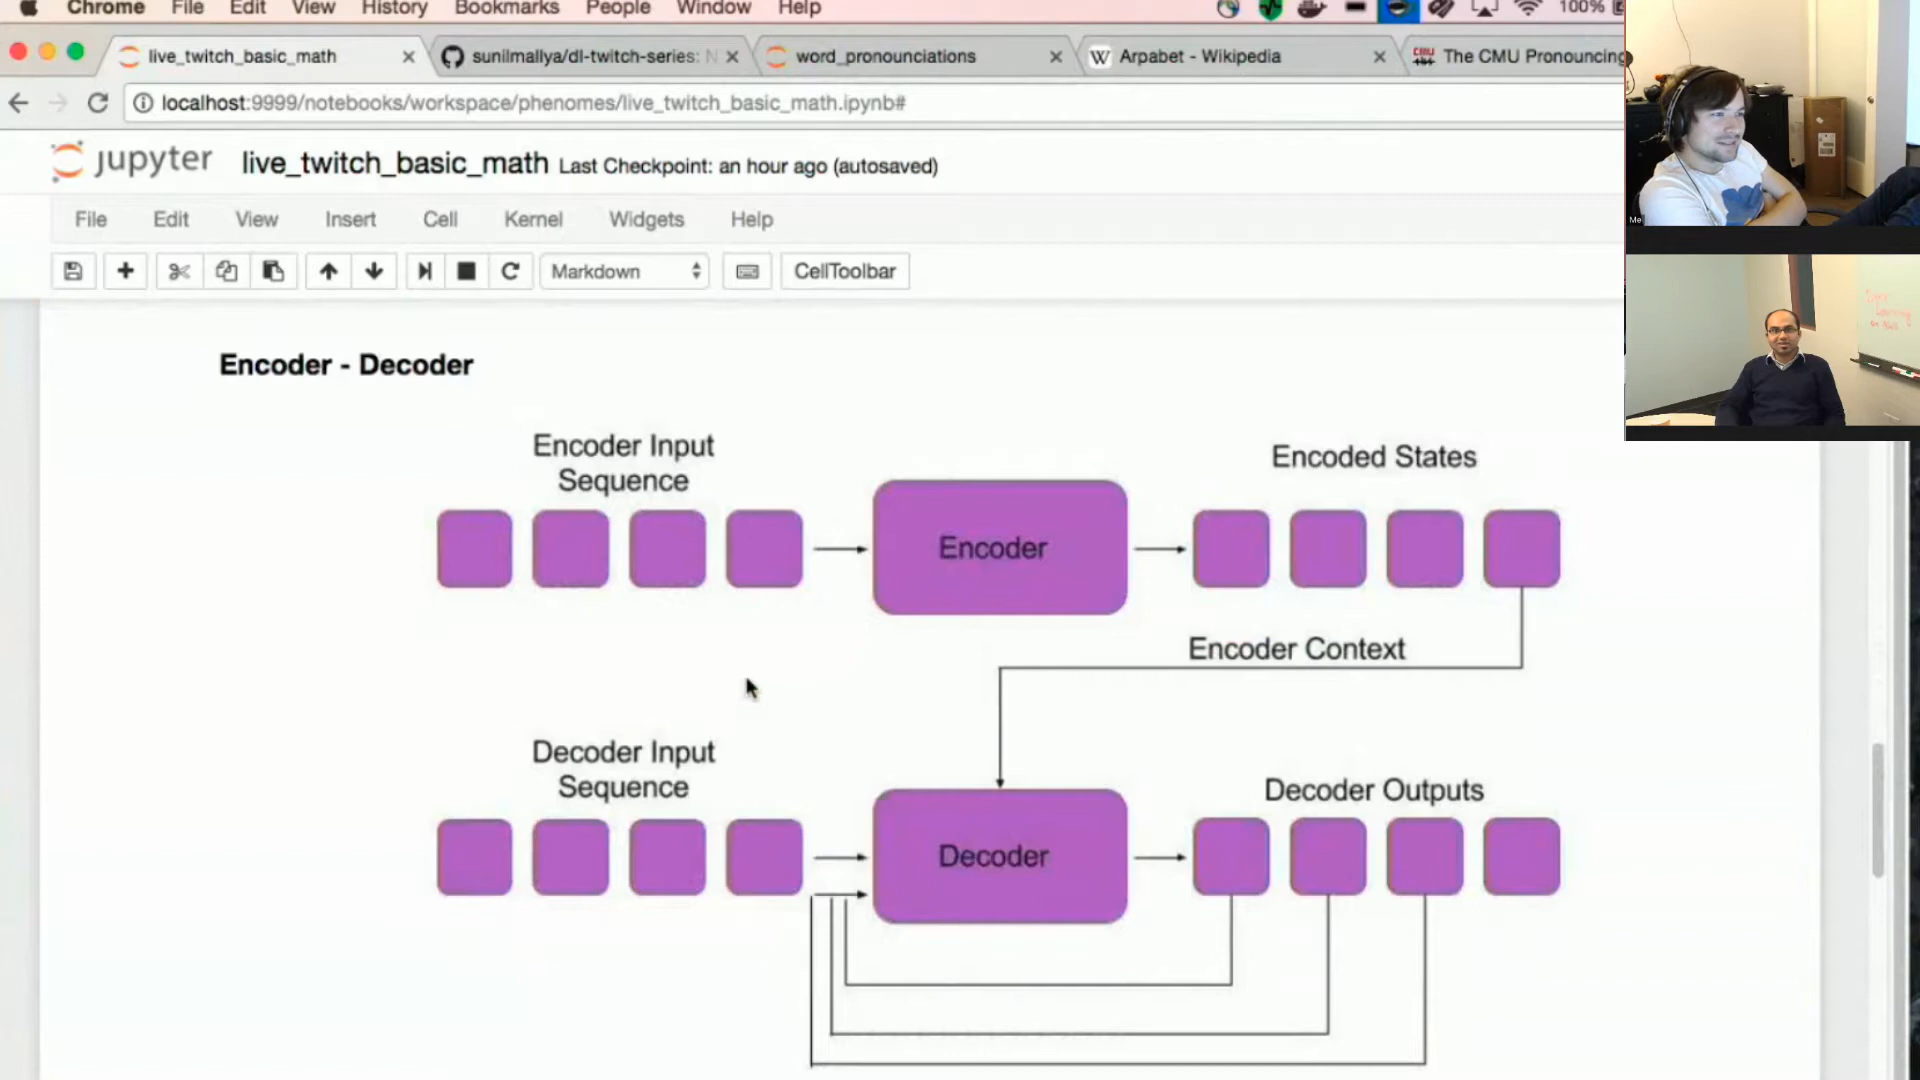 Chrome File Edit View History Bookmarks People Window Help 100%
live_twitch_basic_math sunilmallya/dl-twitch-series: N word_pronounciations Arpabet - Wikipedia The CMU Pronouncing
localhost:9999/notebooks/workspace/phenomes/live_twitch_basic_math.ipynb#
jupyter live_twitch_basic_math Last Checkpoint: an hour ago (autosaved)
File Edit View Insert Cell Kernel Widgets Help
Markdown CellToolbar
Me
Encoder - Decoder
Encoder Input
Sequence
Encoder
Encoded States
Encoder Context
Decoder Input
Sequence
Decoder
Decoder Outputs